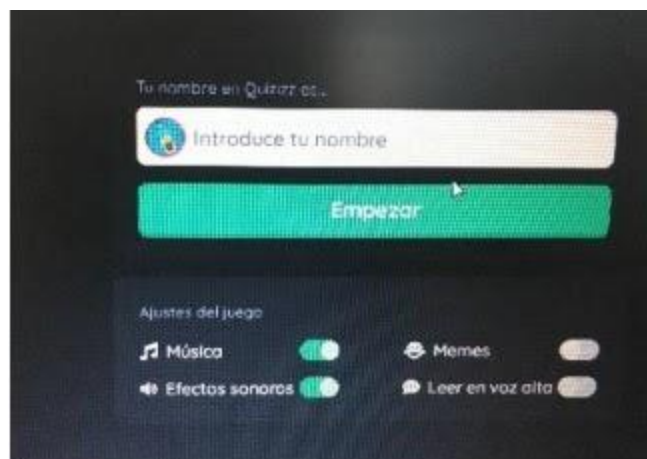 Tu nombre en Quizizz es...
Introduce tu nombre
Empezar
Ajustes del juego
Música
Memes
Efectos sonoros
Leer en voz alta